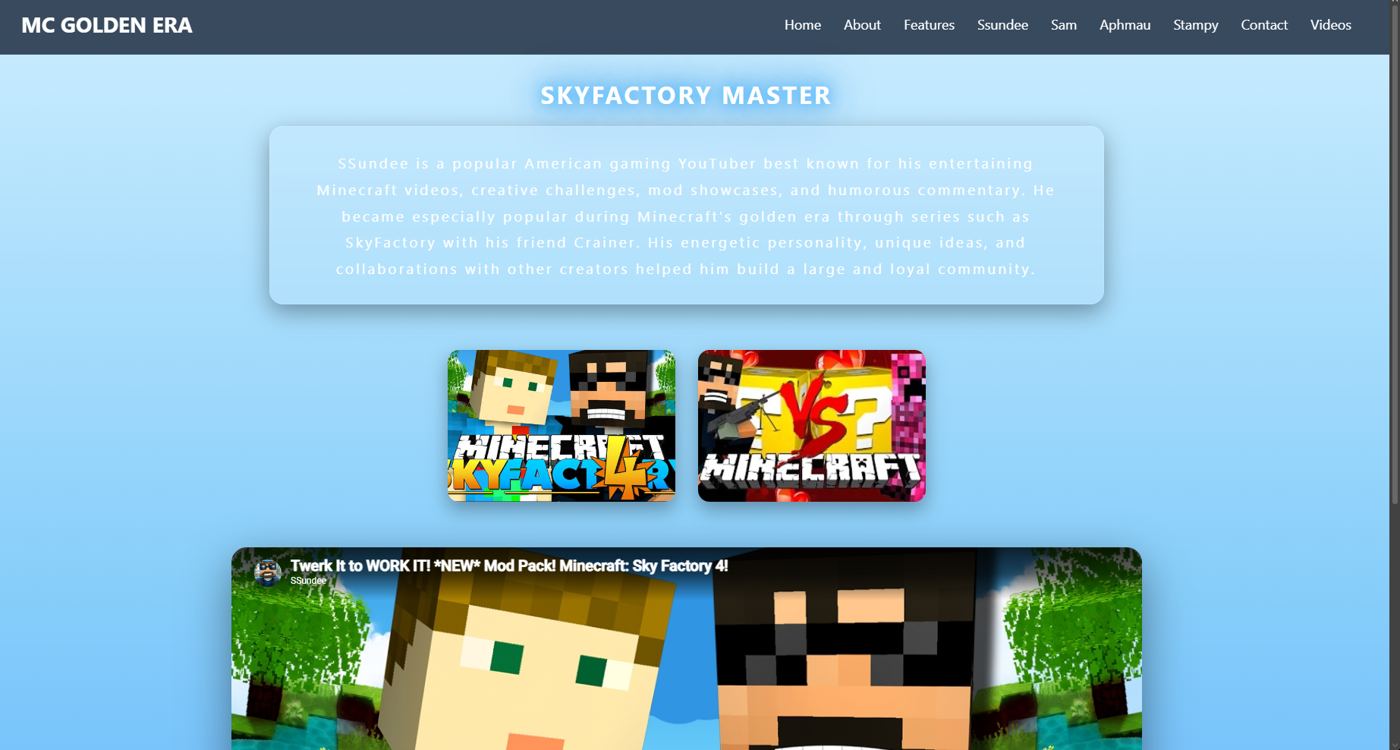 MC GOLDEN ERA
Home About Features Ssundee Sam Aphmau Stampy Contact Videos
SKYFACTORY MASTER
SSundee is a popular American gaming YouTuber best known for his entertaining
Minecraft videos, creative challenges, mod showcases, and humorous commentary. He
became especially popular during Minecraft's golden era through series such as
SkyFactory with his friend Crainer. His energetic personality, unique ideas, and
collaborations with other creators helped him build a large and loyal community.
MINECRAFT
SKYFACT4RY
VS
?
MINECRAFT
Twerk It to WORK IT! *NEW* Mod Pack! Minecraft: Sky Factory 4!
SSundee